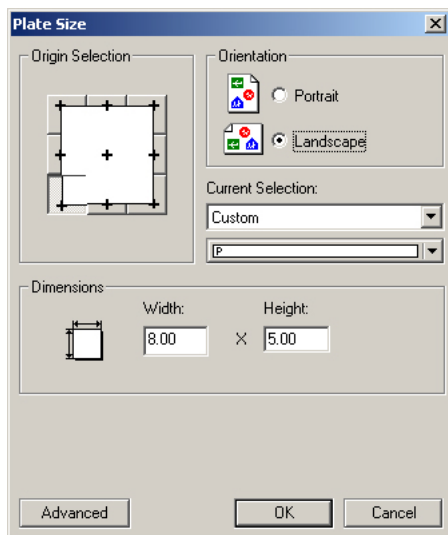 Plate Size
Origin Selection
Orientation
Portrait
Landscape
Current Selection:
Custom
P
Dimensions
Width:
Height:
8.00 X 5.00
Advanced
OK
Cancel